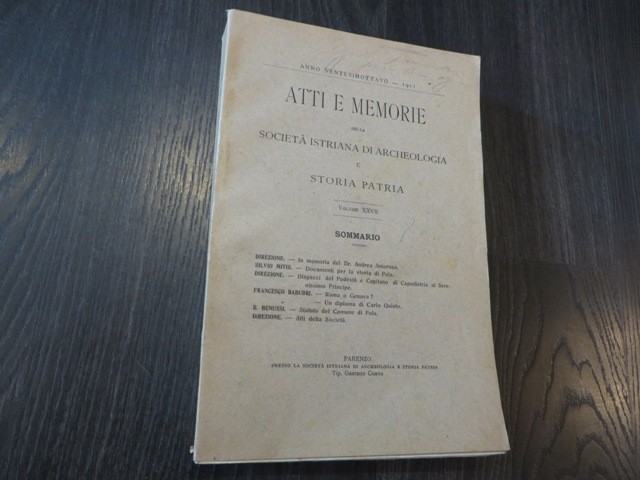 ANNO VENTESIMOTTAVO — 1911
ATTI E MEMORIE
DELLA
SOCIETÀ ISTRIANA DI ARCHEOLOGIA
E
STORIA PATRIA
VOLUME XXVII
SOMMARIO
DIREZIONE. — In memoria del Dr. Andrea Amoroso.
SILVIO MITIS. — Documenti per la storia di Pola.
DIREZIONE. — Dispacci del Podestà e Capitano di Capodistria al Sere-
nissimo Principe.
FRANCESCO BABUDRI. — Roma o Genova?
" — Un diploma di Carlo Quinto.
B. BENUSSI. — Statuto del Comune di Pola.
DIREZIONE. — Atti della Società.
PARENZO
PRESSO LA SOCIETÀ ISTRIANA DI ARCHEOLOGIA E STORIA PATRIA
Tip. Gaetano Coana